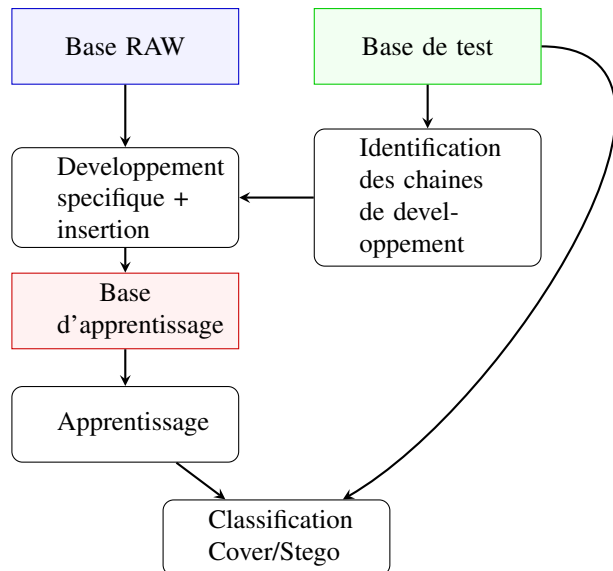 Base RAW
Base de test
Developpement
specifique +
insertion
Identification
des chaines
de devel-
oppement
Base
d'apprentissage
Apprentissage
Classification
Cover/Stego